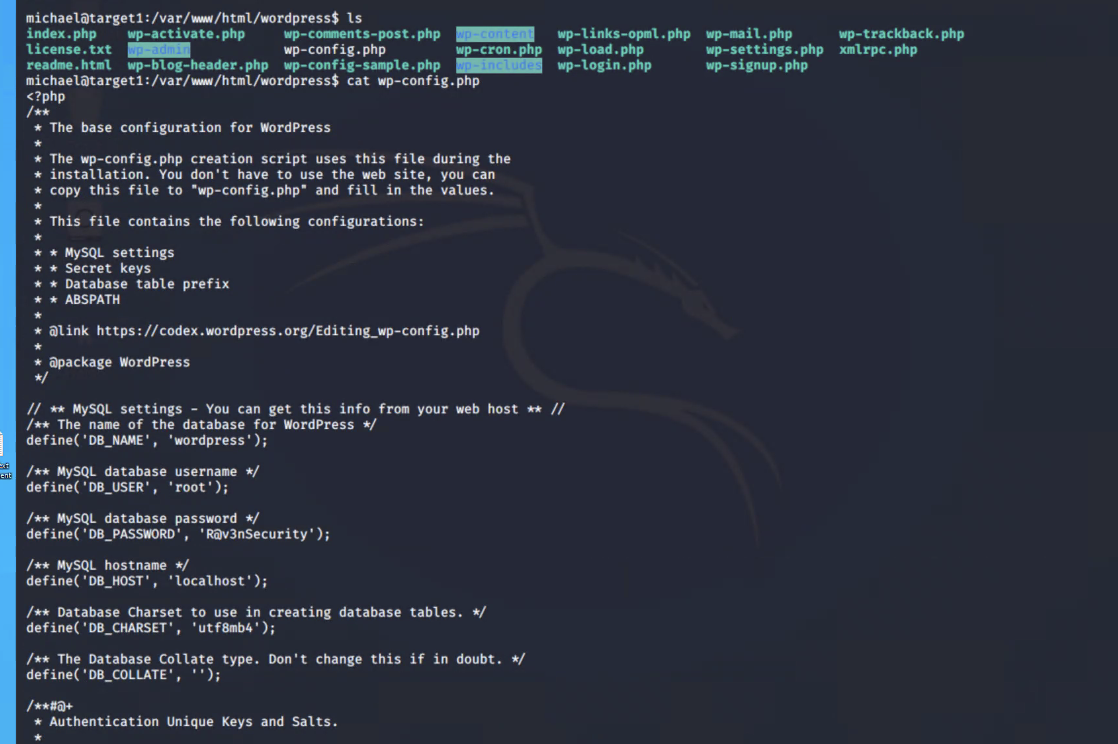 michael@target1:/var/www/html/wordpress$ ls
index.php wp-activate.php wp-comments-post.php wp-content wp-links-opml.php wp-mail.php wp-trackback.php
license.txt wp-admin wp-config.php wp-cron.php wp-load.php wp-settings.php xmlrpc.php
readme.html wp-blog-header.php wp-config-sample.php wp-includes wp-login.php wp-signup.php
michael@target1:/var/www/html/wordpress$ cat wp-config.php
<?php
/**
 * The base configuration for WordPress
 *
 * The wp-config.php creation script uses this file during the
 * installation. You don't have to use the web site, you can
 * copy this file to "wp-config.php" and fill in the values.
 *
 * This file contains the following configurations:
 *
 * * MySQL settings
 * * Secret keys
 * * Database table prefix
 * * ABSPATH
 *
 * @link https://codex.wordpress.org/Editing_wp-config.php
 *
 * @package WordPress
 */
// ** MySQL settings - You can get this info from your web host ** //
/** The name of the database for WordPress */
define('DB_NAME', 'wordpress');
/** MySQL database username */
define('DB_USER', 'root');
/** MySQL database password */
define('DB_PASSWORD', 'R@v3nSecurity');
/** MySQL hostname */
define('DB_HOST', 'localhost');
/** Database Charset to use in creating database tables. */
define('DB_CHARSET', 'utf8mb4');
/** The Database Collate type. Don't change this if in doubt. */
define('DB_COLLATE', '');
/**#@+
 * Authentication Unique Keys and Salts.
 *